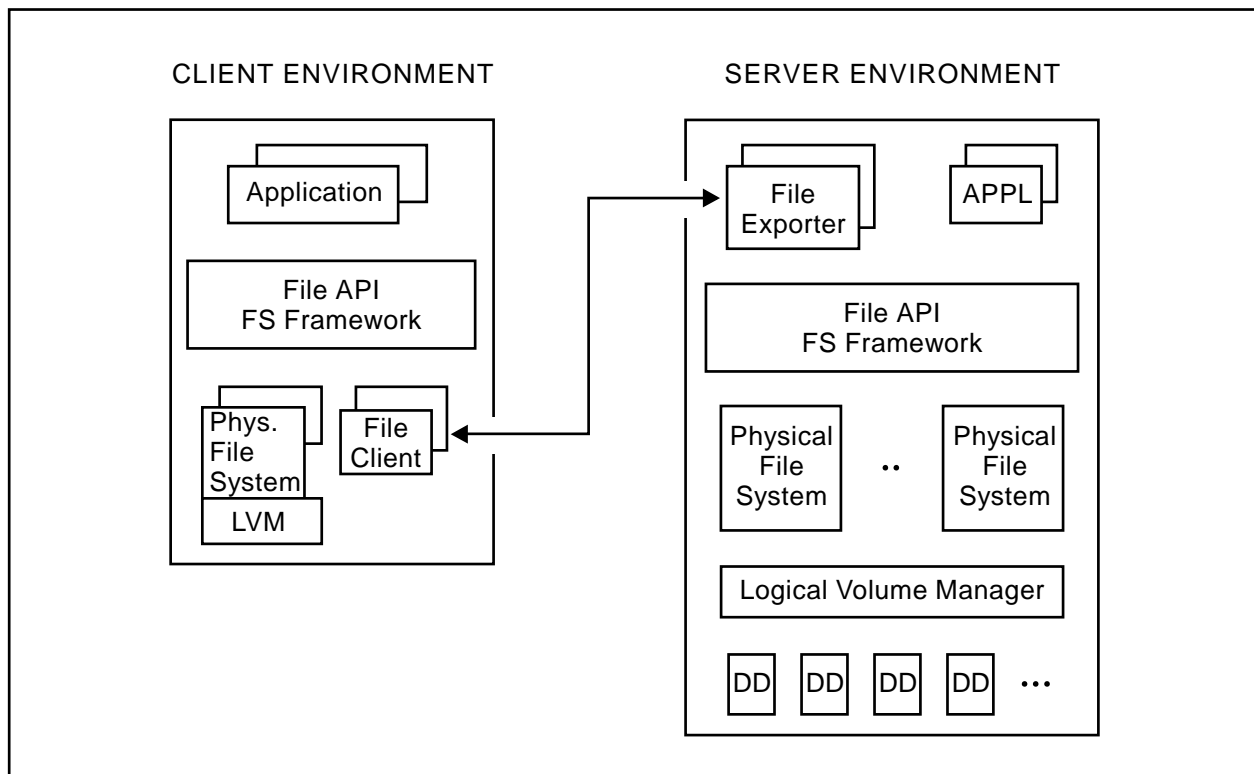 CLIENT ENVIRONMENT
Application
File API
FS Framework
Phys.
File
System
LVM
File
Client
SERVER ENVIRONMENT
File
Exporter
APPL
File API
FS Framework
Physical
File
System
..
Physical
File
System
Logical Volume Manager
DD
DD
DD
DD
...